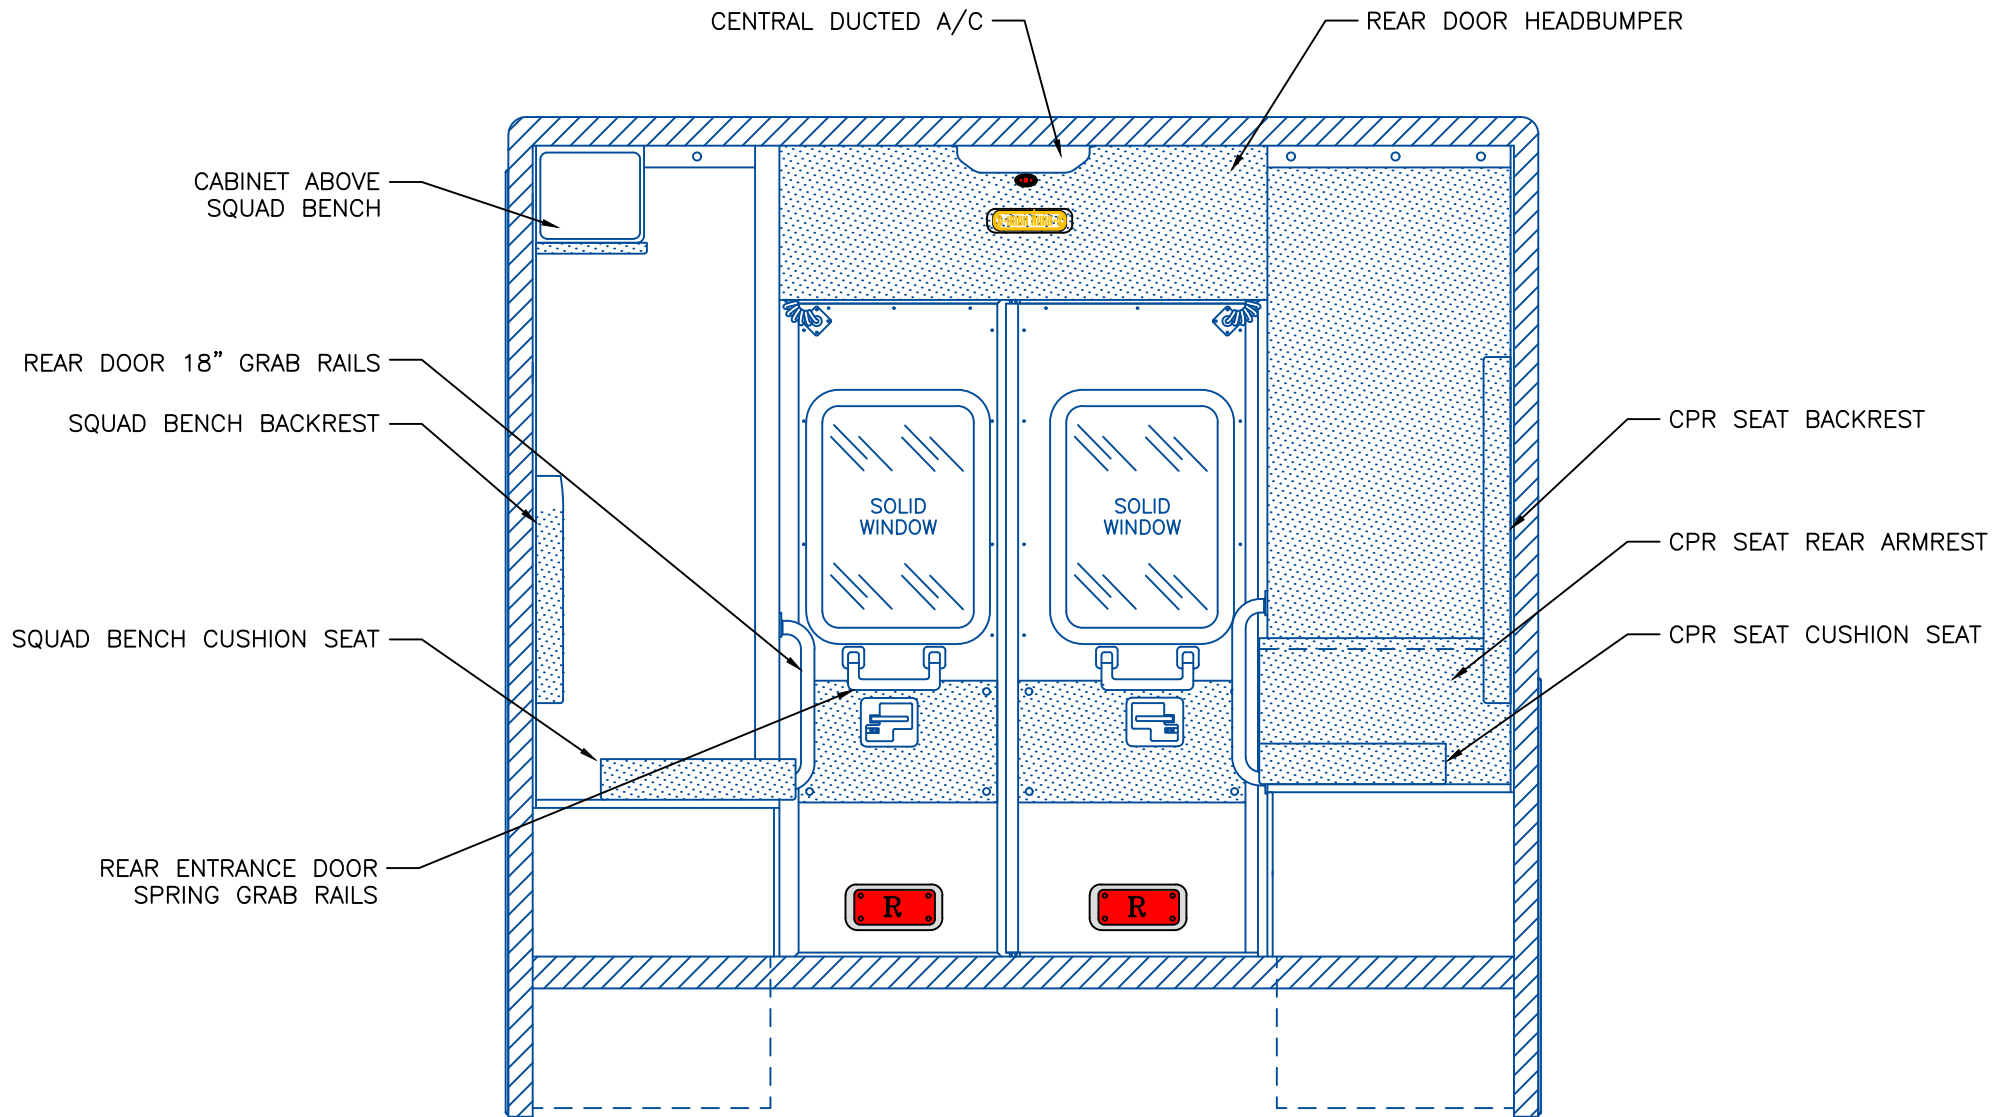 CENTRAL DUCTED A/C
REAR DOOR HEADBUMPER
CABINET ABOVE
SQUAD BENCH
REAR DOOR 18” GRAB RAILS
SQUAD BENCH BACKREST
CPR SEAT BACKREST
SOLID
WINDOW
SOLID
WINDOW
CPR SEAT REAR ARMREST
SQUAD BENCH CUSHION SEAT
CPR SEAT CUSHION SEAT
REAR ENTRANCE DOOR
SPRING GRAB RAILS
R
R